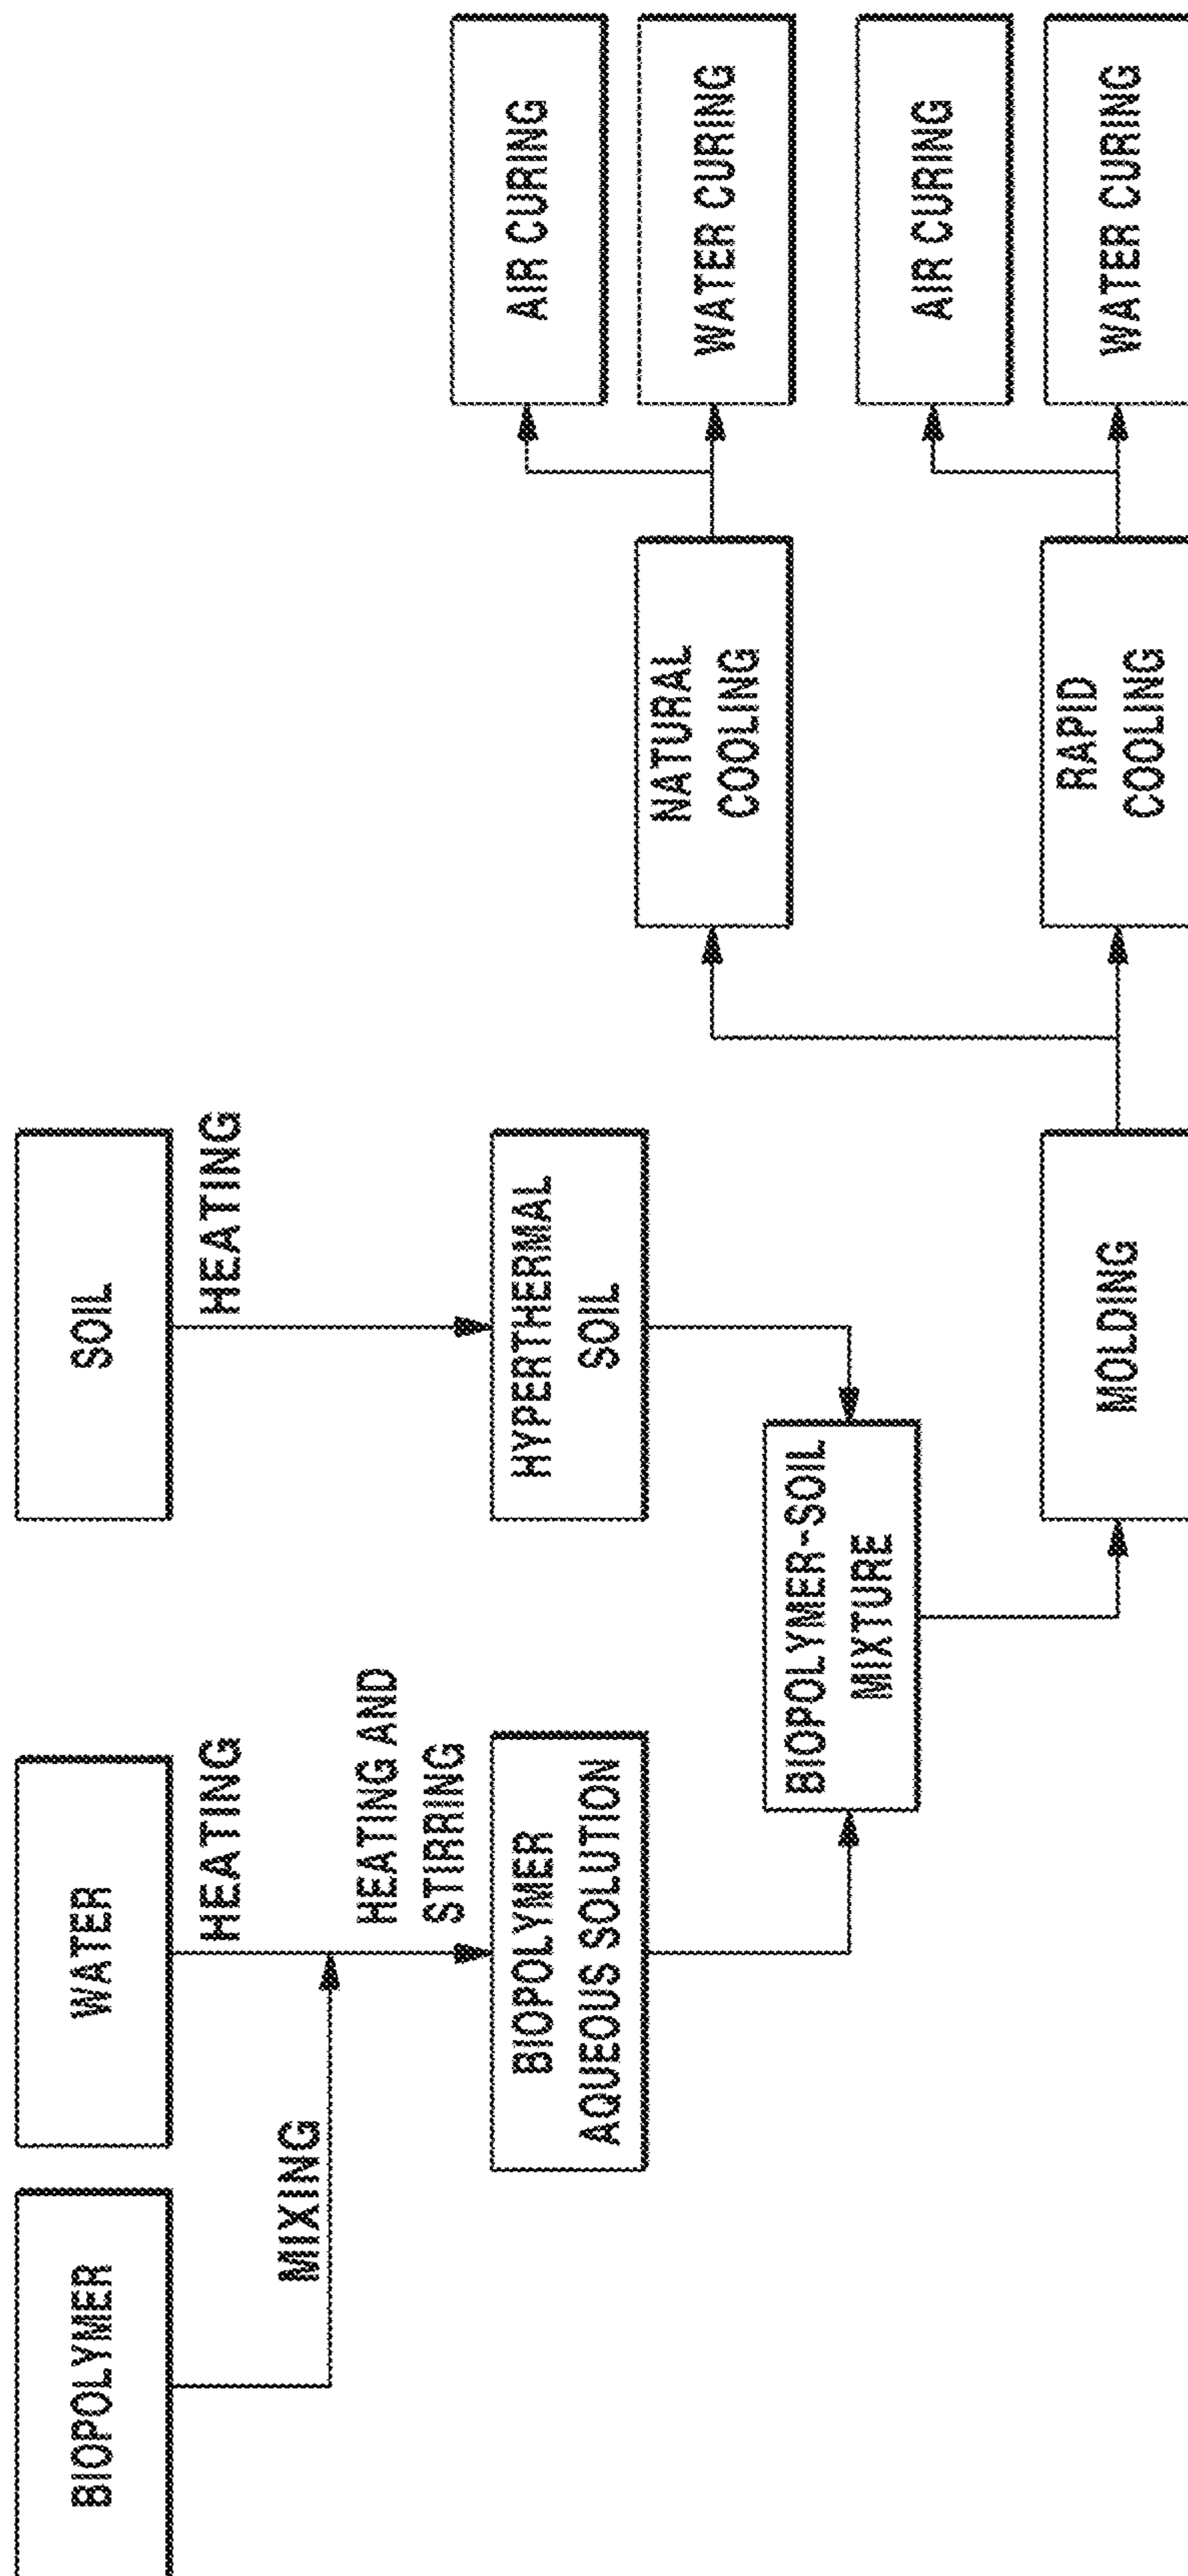 BIOPOLYMER
WATER
SOIL
HEATING
HEATING
MIXING
HEATING AND
STIRRING
BIOPOLYMER
AQUEOUS SOLUTION
HYPERTHERMAL
SOIL
BIOPOLYMER-SOIL
MIXTURE
AIR CURING
NATURAL
COOLING
WATER CURING
AIR CURING
MOLDING
RAPID
COOLING
WATER CURING